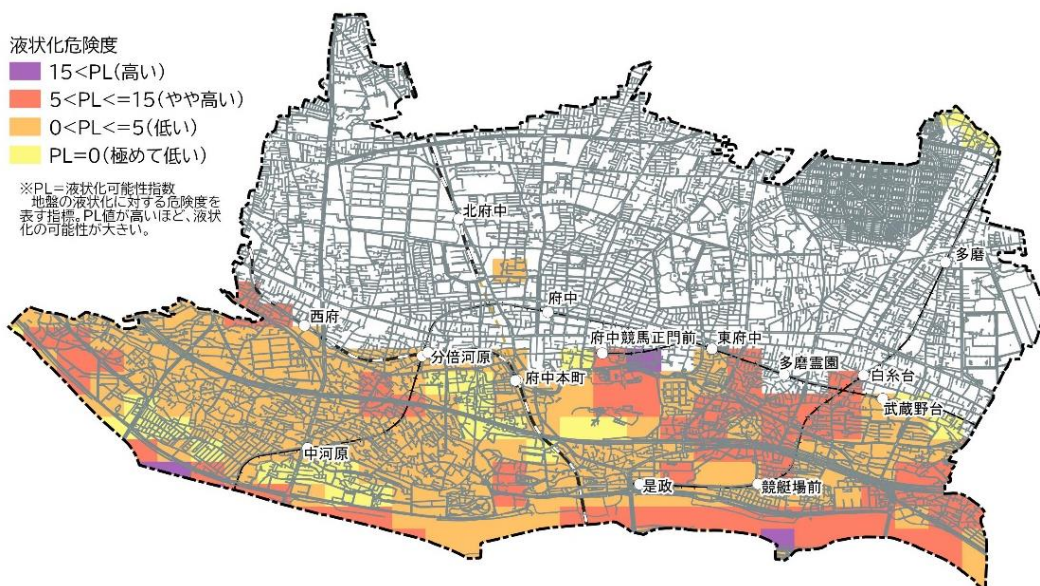 液状化危険度
15<PL(高い)
5<PL<=15(やや高い)
0<PL<=5(低い)
PL=0(極めて低い)
※PL=液状化可能性指数
地盤の液状化に対する危険度を
表す指標。PL値が高いほど、液状
化の可能性が大きい。
北府中
多磨
府中
西府
府中競馬正門前
東府中
分倍河原
多磨霊園
白糸台
府中本町
武蔵野台
中河原
是政
競艇場前